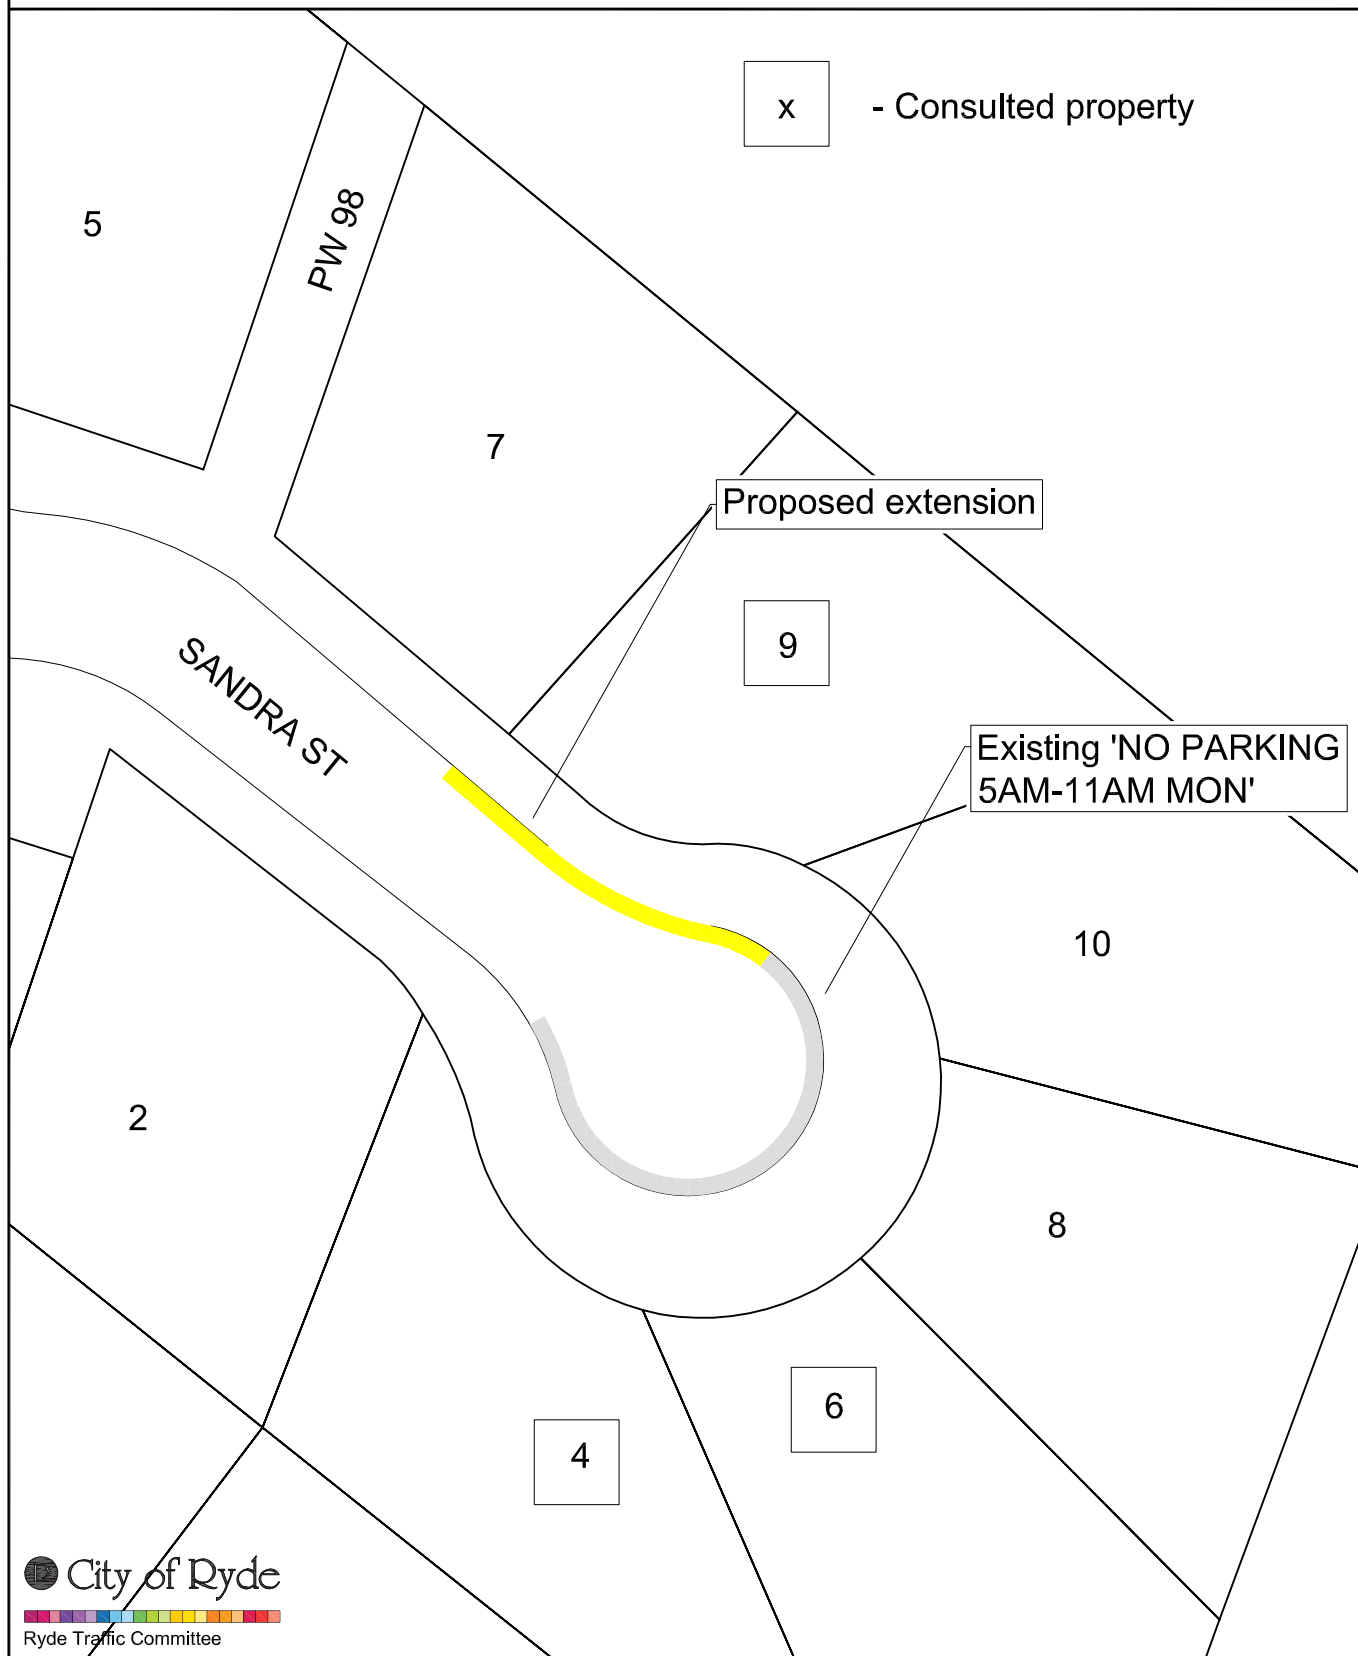 x - Consulted property
5
PW 98
7
Proposed extension
9
SANDRA ST
Existing 'NO PARKING
5AM-11AM MON'
10
2
8
6
4
City of Ryde
Ryde Traffic Committee